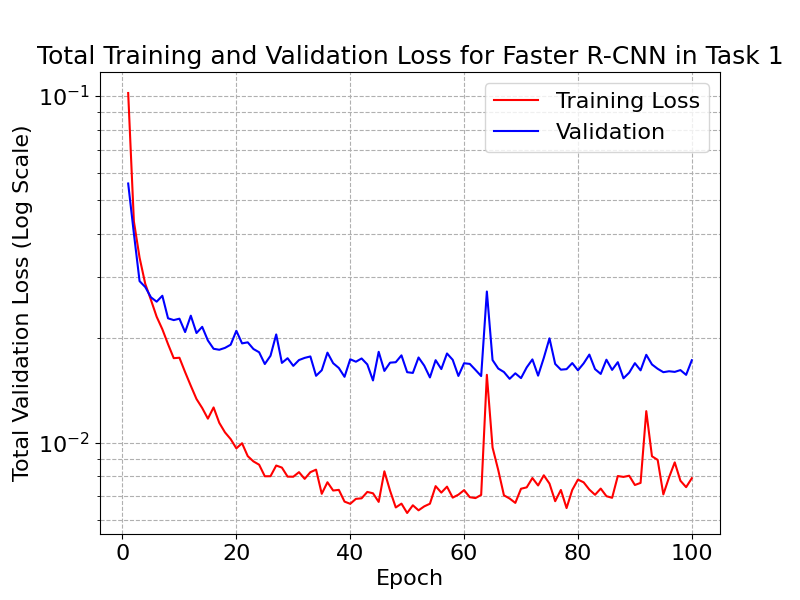 Total Training and Validation Loss for Faster R-CNN in Task 1
Training Loss
Validation
Total Validation Loss (Log Scale)
10⁻¹
10⁻²
0 20 40 60 80 100
Epoch